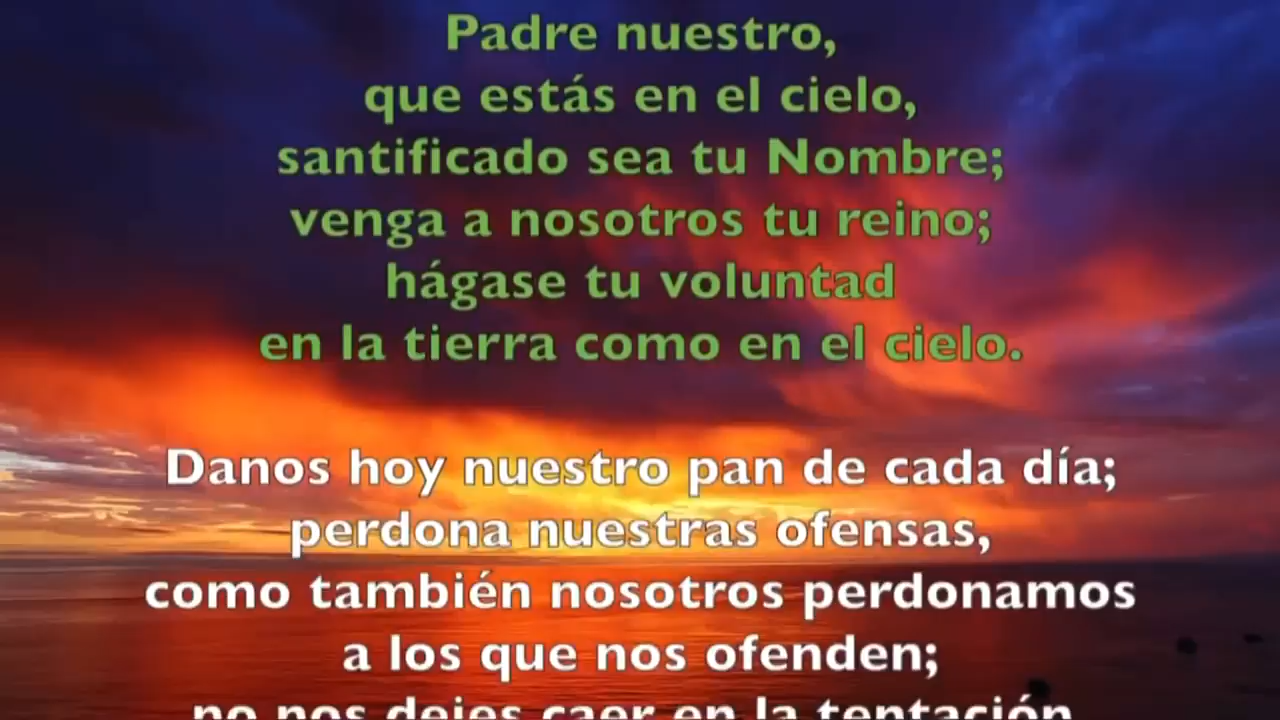 Padre nuestro,
que estás en el cielo,
santificado sea tu Nombre;
venga a nosotros tu reino;
hágase tu voluntad
en la tierra como en el cielo.
Danos hoy nuestro pan de cada día;
perdona nuestras ofensas,
como también nosotros perdonamos
a los que nos ofenden;
no nos dejes caer en la tentación